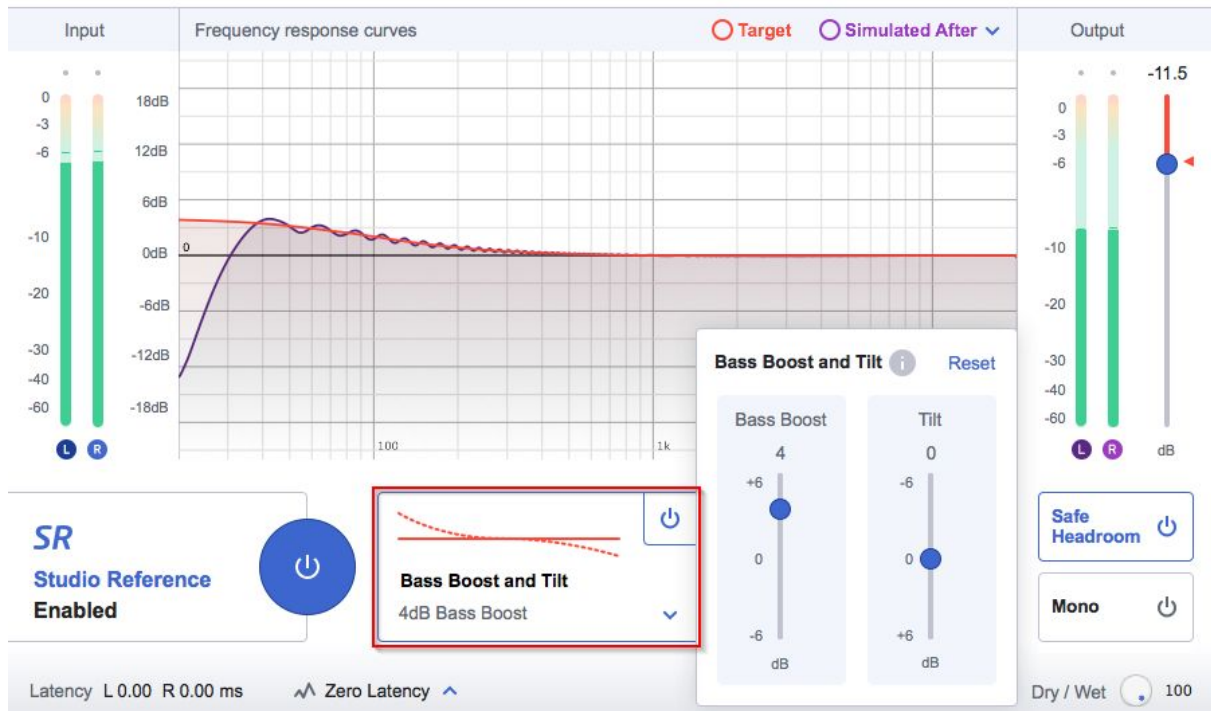 Input
Frequency response curves
Target
Simulated After
Output
-11.5
0
-3
-6
-10
-20
-30
-40
-60
L R
18dB
12dB
6dB
0dB
-6dB
-12dB
-18dB
0
100
1k
0
-3
-6
-10
-20
-30
-40
-60
L R
dB
Bass Boost and Tilt i Reset
Bass Boost
4
+6
0
-6
dB
Tilt
0
-6
0
+6
dB
SR
Studio Reference
Enabled
Bass Boost and Tilt
4dB Bass Boost
Safe
Headroom
Mono
Latency L 0.00 R 0.00 ms
Zero Latency
Dry / Wet 100